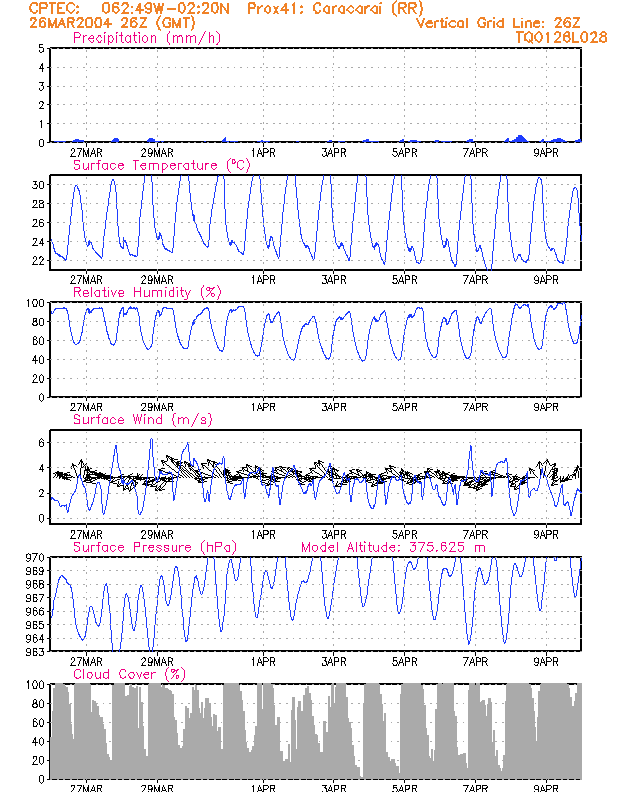 CPTEC: 062:49W-02:20N Prox41: Caracaraí (RR)
26MAR2004 26Z (GMT) Vertical Grid Line: 26Z
Precipitation (mm/h) TQ0126L028
5
4
3
2
1
0
27MAR 29MAR 1APR 3APR 5APR 7APR 9APR
Surface Temperature (°C)
30
28
26
24
22
27MAR 29MAR 1APR 3APR 5APR 7APR 9APR
Relative Humidity (%)
100
80
60
40
20
0
27MAR 29MAR 1APR 3APR 5APR 7APR 9APR
Surface Wind (m/s)
6
4
2
0
27MAR 29MAR 1APR 3APR 5APR 7APR 9APR
Surface Pressure (hPa) Model Altitude: 375.625 m
970
969
968
967
966
965
964
963
27MAR 29MAR 1APR 3APR 5APR 7APR 9APR
Cloud Cover (%)
100
80
60
40
20
0
27MAR 29MAR 1APR 3APR 5APR 7APR 9APR